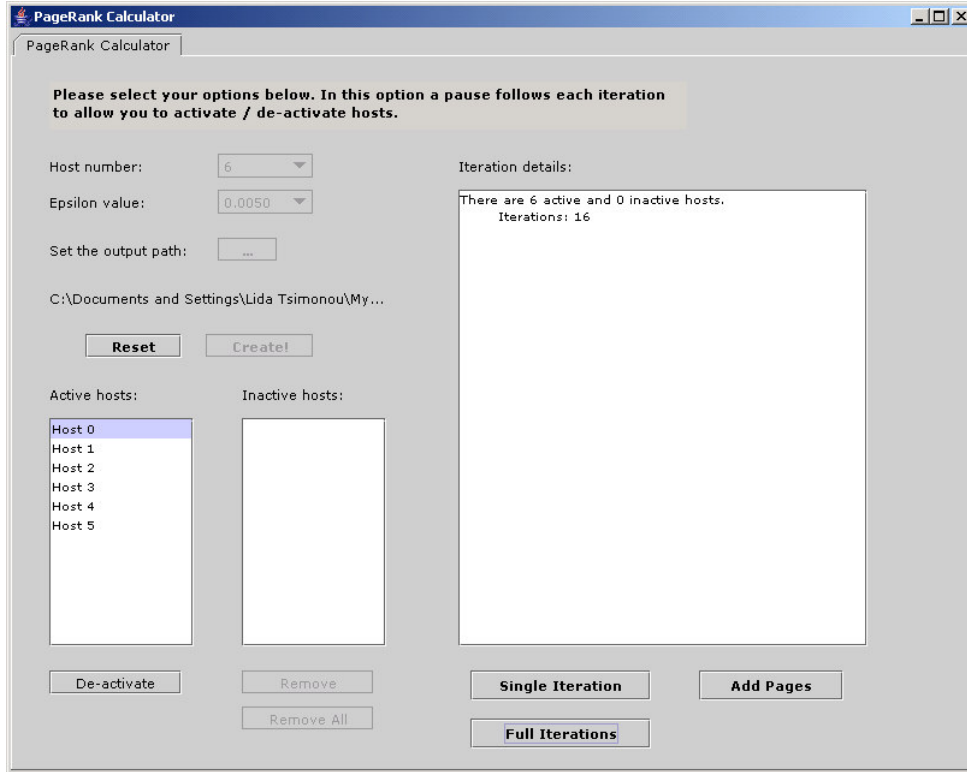 PageRank Calculator
PageRank Calculator
Please select your options below. In this option a pause follows each iteration
to allow you to activate / de-activate hosts.
Host number:
6
Epsilon value:
0.0050
Set the output path:
...
C:\Documents and Settings\Lida Tsimonou\My...
Reset
Create!
Active hosts:
Inactive hosts:
Host 0
Host 1
Host 2
Host 3
Host 4
Host 5
De-activate
Remove
Remove All
Iteration details:
There are 6 active and 0 inactive hosts.
Iterations: 16
Single Iteration
Add Pages
Full Iterations